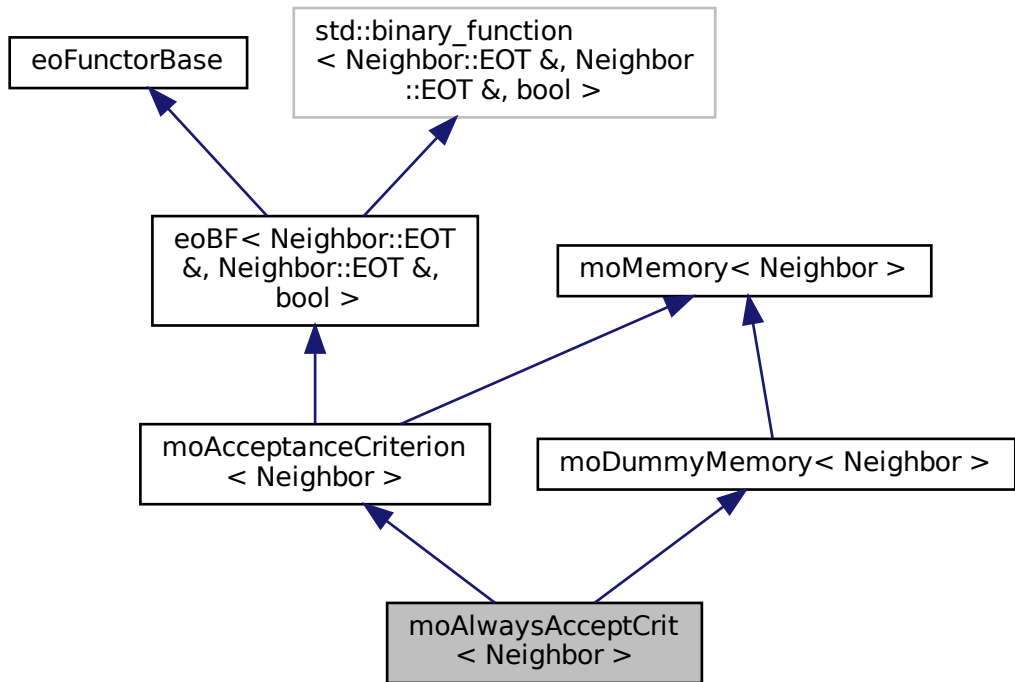 eoFunctorBase
std::binary_function
< Neighbor::EOT &, Neighbor
::EOT &, bool >
eoBF< Neighbor::EOT
&, Neighbor::EOT &,
bool >
moMemory< Neighbor >
moAcceptanceCriterion
< Neighbor >
moDummyMemory< Neighbor >
moAlwaysAcceptCrit
< Neighbor >